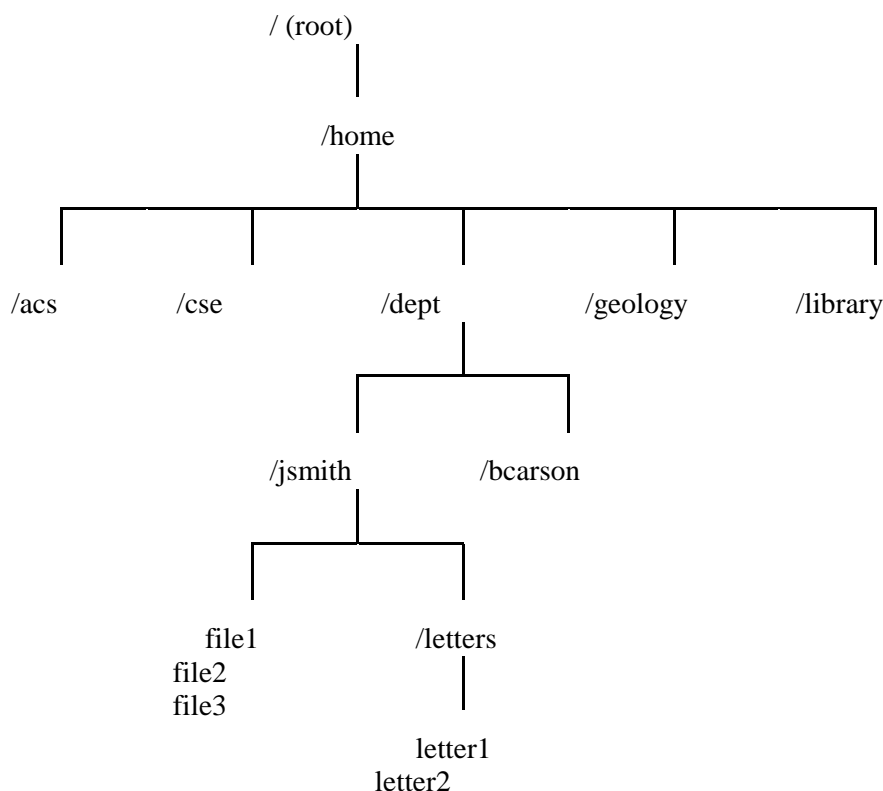 / (root)
/home
/acs /cse /dept /geology /library
/jsmith /bcarson
file1 /letters
file2
file3
letter1
letter2